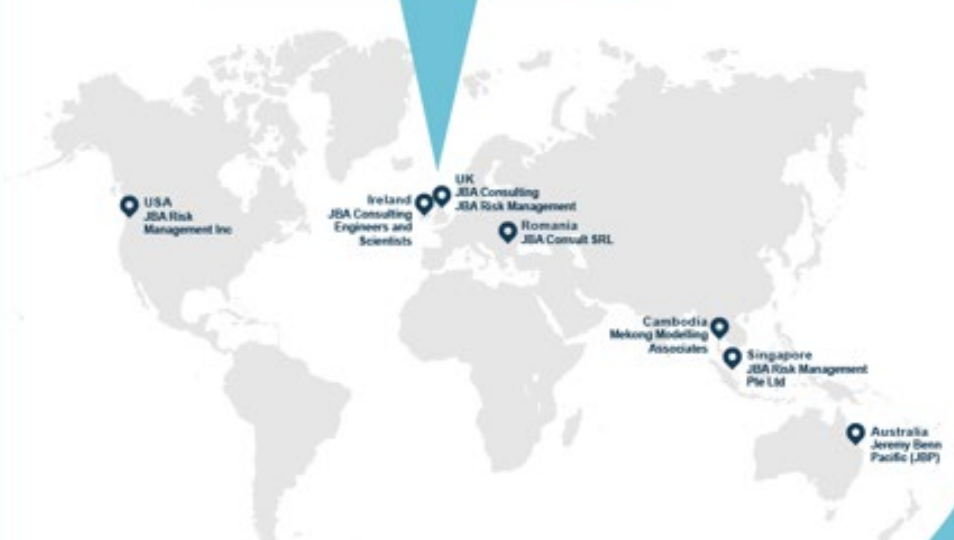 USA
JBA Risk
Management Inc
Ireland
JBA Consulting
Engineers and
Scientists
UK
JBA Consulting
JBA Risk Management
Romania
JBA Consult SRL
Cambodia
Mekong Modelling
Associates
Singapore
JBA Risk Management
Pte Ltd
Australia
Jeremy Benn
Pacific (JBP)